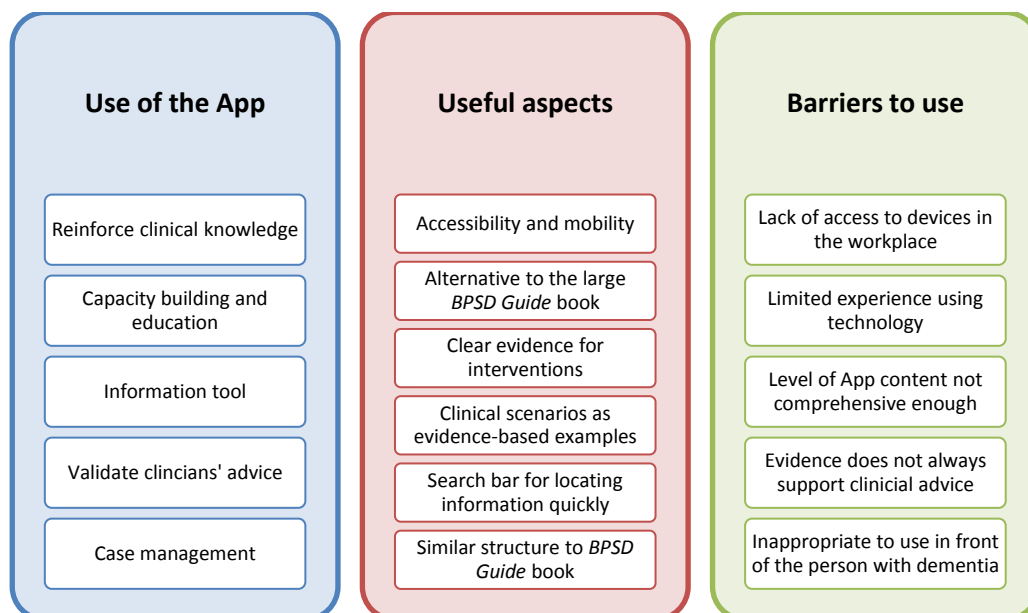 Use of the App
Reinforce clinical knowledge
Capacity building and
education
Information tool
Validate clincians' advice
Case management
Useful aspects
Accessibility and mobility
Alternative to the large
BPSD Guide book
Clear evidence for
interventions
Clinical scenarios as
evidence-based examples
Search bar for locating
information quickly
Similar structure to BPSD
Guide book
Barriers to use
Lack of access to devices in
the workplace
Limited experience using
technology
Level of App content not
comprehensive enough
Evidence does not always
support clinicial advice
Inappropriate to use in front
of the person with dementia